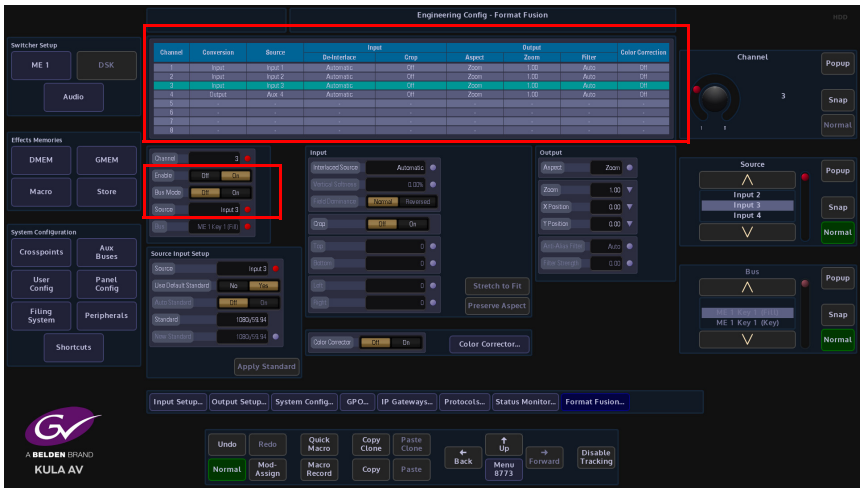 Engineering Config - Format Fusion
HDD
Switcher Setup
ME 1
DSK
Audio
Channel Conversion Source Input Output Color Correction
De-Interlace Crop Aspect Zoom Filter
1 Input Input 1 Automatic Off Zoom 1.00 Auto Off
2 Input Input 2 Automatic Off Zoom 1.00 Auto Off
3 Input Input 3 Automatic Off Zoom 1.00 Auto Off
4 Output Aux 4 Automatic Off Zoom 1.00 Auto Off
5 - - - - - - - -
6 - - - - - - - -
7 - - - - - - - -
8 - - - - - - - -
Channel
3
Popup
Snap
Normal
Effects Memories
DMEM
GMEM
Macro
Store
Channel 3
Enable Off On
Bus Mode Off On
Source Input 3
Bus ME 1 Key 1 (Fill)
Input
Interlaced Source Automatic
Vertical Softness 0.00%
Field Dominance Normal Reversed
Crop Off On
Top 0
Bottom 0
Left 0
Right 0
Output
Aspect Zoom
Zoom 1.00
X Position 0.00
Y Position 0.00
Anti-Alias Filter Auto
Filter Strength 0.00
Source
Input 2
Input 3
Input 4
Popup
Snap
Normal
System Configuration
Crosspoints
Aux
Buses
User
Config
Panel
Config
Filing
System
Peripherals
Shortcuts
Source Input Setup
Source Input 3
Use Default Standard No Yes
Auto Standard Off On
Standard 1080i/59.94
New Standard 1080i/59.94
Apply Standard
Stretch to Fit
Preserve Aspect
Color Corrector Off On
Color Corrector...
Bus
ME 1 Key 1 (Fill)
ME 1 Key 1 (Key)
Popup
Snap
Normal
Input Setup... Output Setup... System Config... GPO... IP Gateways... Protocols... Status Monitor... Format Fusion...
GV
A BELDEN BRAND
KULA AV
Undo
Redo
Quick
Macro
Copy
Clone
Paste
Clone
Normal
Mod-
Assign
Macro
Record
Copy
Paste
Back
Up
Menu
8773
Forward
Disable
Tracking